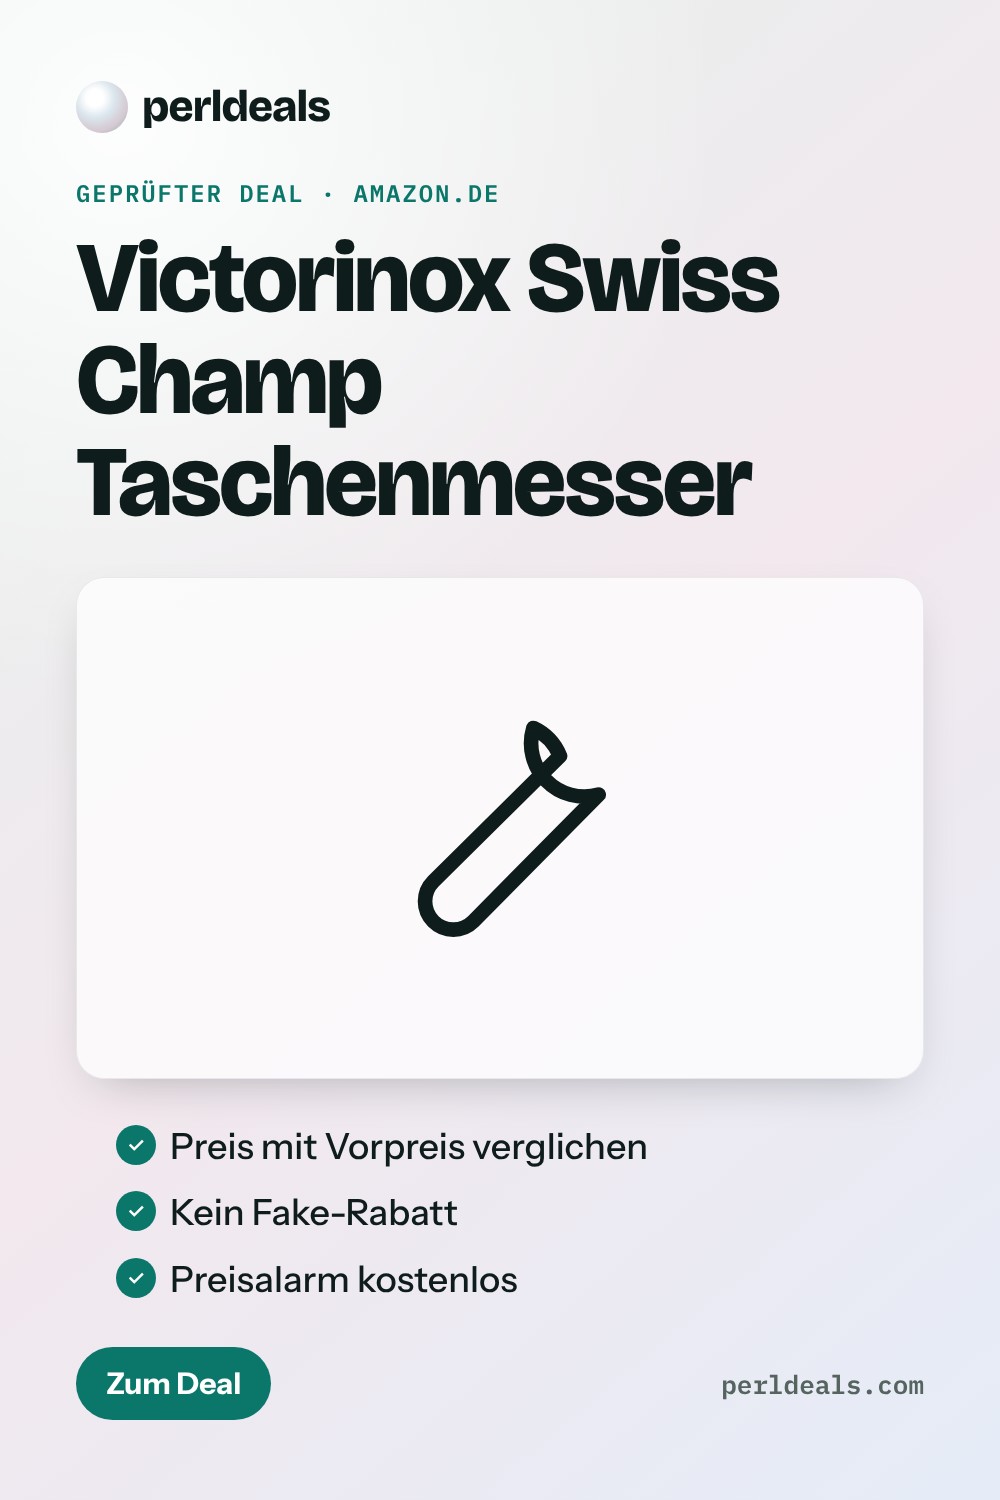 perldeals
GEPRÜFTER DEAL · AMAZON.DE
Victorinox Swiss
Champ
Taschenmesser
Preis mit Vorpreis verglichen
Kein Fake-Rabatt
Preisalarm kostenlos
Zum Deal
perldeals.com